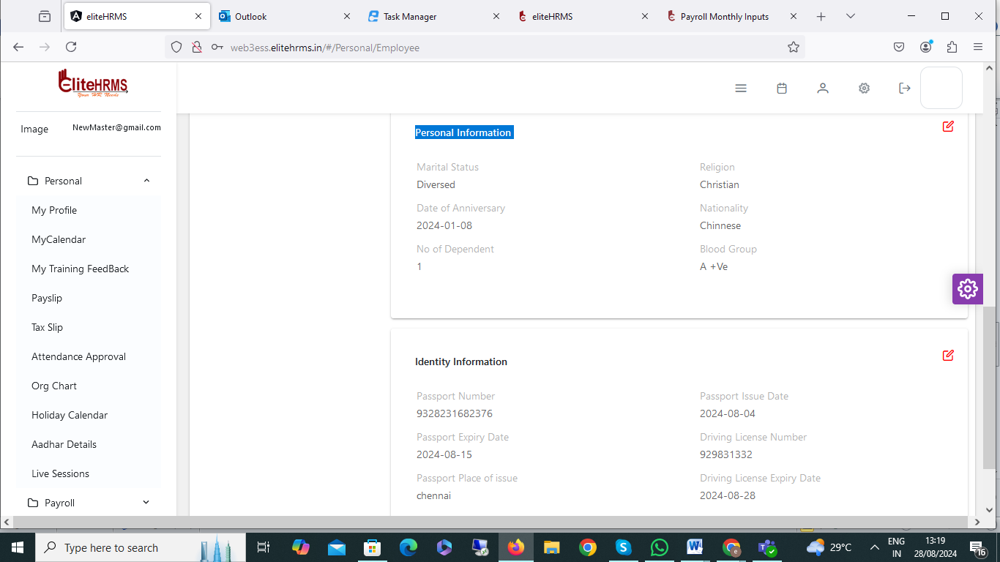 eliteHRMS
Outlook
Task Manager
eliteHRMS
Payroll Monthly Inputs
web3ess.elitehrms.in/#/Personal/Employee
EliteHRMS
Your HR Needs
Image
NewMaster@gmail.com
Personal
My Profile
MyCalendar
My Training FeedBack
Payslip
Tax Slip
Attendance Approval
Org Chart
Holiday Calendar
Aadhar Details
Live Sessions
Payroll
Personal Information
Marital Status
Religion
Diversed
Christian
Date of Anniversary
Nationality
2024-01-08
Chinnese
No of Dependent
Blood Group
1
A +Ve
Identity Information
Passport Number
Passport Issue Date
9328231682376
2024-08-04
Passport Expiry Date
Driving License Number
2024-08-15
929831332
Passport Place of issue
Driving License Expiry Date
chennai
2024-08-28
Type here to search
29°C
ENG
IN
13:19
28/08/2024
16